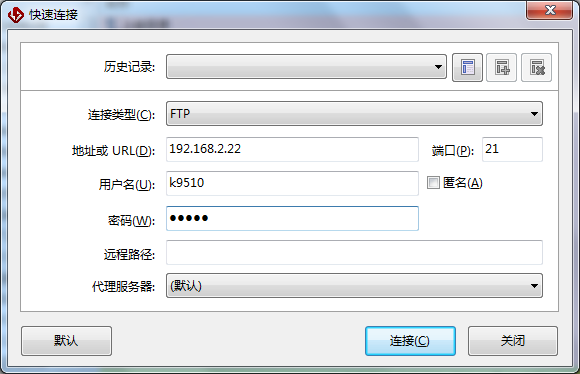 快速连接
历史记录:
连接类型(C): FTP
地址或 URL(D): 192.168.2.22 端口(P): 21
用户名(U): k9510 匿名(A)
密码(W): ●●●●●
远程路径:
代理服务器: (默认)
默认 连接(C) 关闭